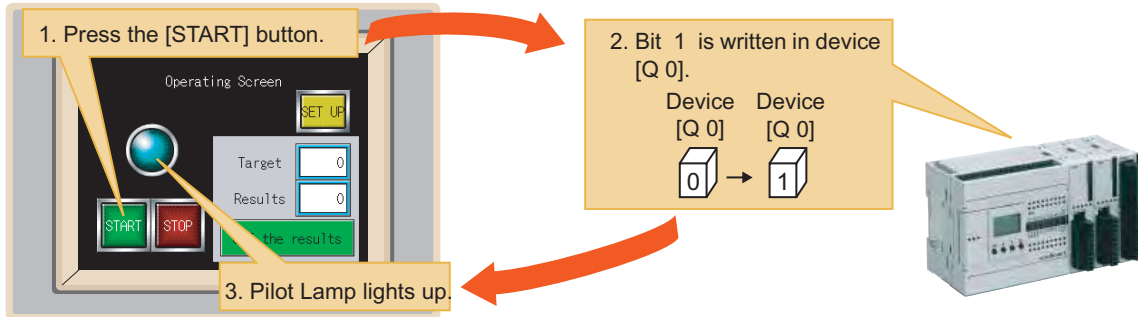 1. Press the [START] button.
2. Bit 1 is written in device
[Q 0].
Device Device
[Q 0] [Q 0]
0 → 1
Operating Screen
SET UP
Target 0
Results 0
START STOP
the results
3. Pilot Lamp lights up.